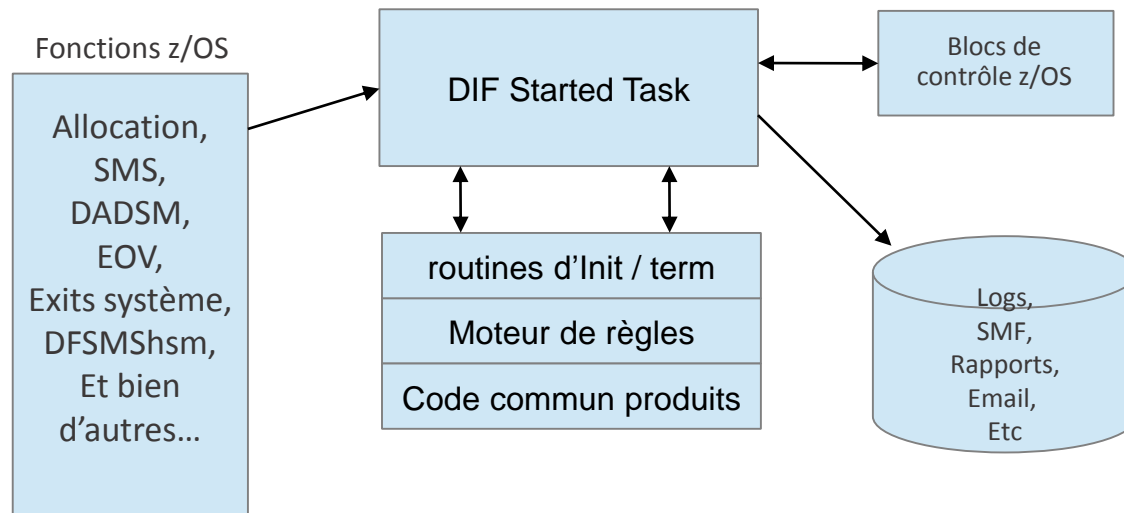 Fonctions z/OS
Allocation,
SMS,
DADSM,
EOV,
Exits système,
DFSMShsm,
Et bien
d’autres…
DIF Started Task
routines d’Init / term
Moteur de règles
Code commun produits
Blocs de
contrôle z/OS
Logs,
SMF,
Rapports,
Email,
Etc